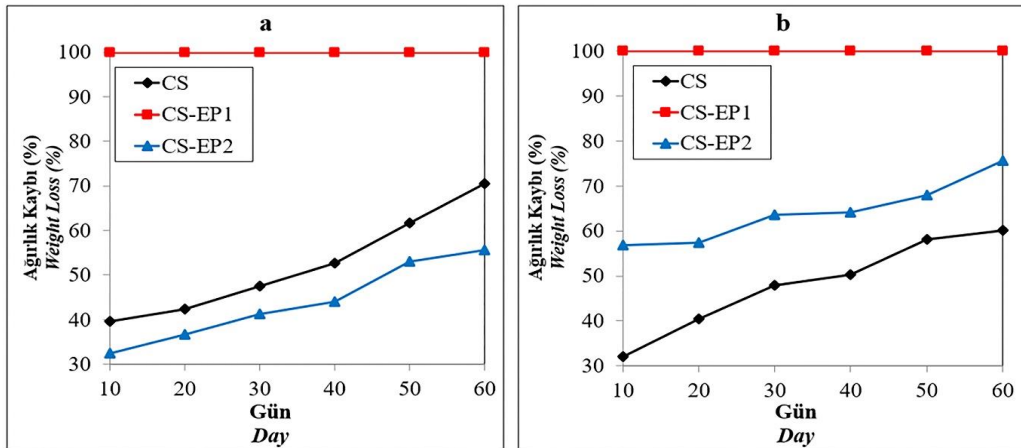 a
100
90
80
70
60
50
40
30
CS
CS-EP1
CS-EP2
Ağırlık Kaybı (%)
Weight Loss (%)
10 20 30 40 50 60
Gün
Day
b
100
90
80
70
60
50
40
30
CS
CS-EP1
CS-EP2
Ağırlık Kaybı (%)
Weight Loss (%)
10 20 30 40 50 60
Gün
Day